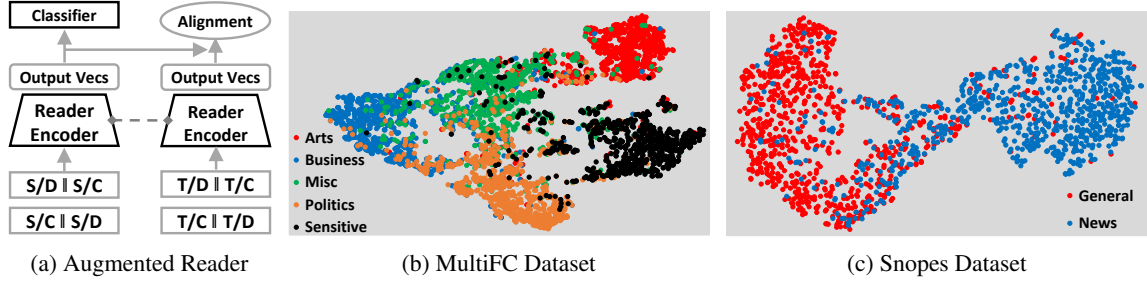 Classifier
Alignment
Output Vecs
Output Vecs
Reader
Encoder
Reader
Encoder
S/D ‖ S/C
T/D ‖ T/C
S/C ‖ S/D
T/C ‖ T/D
(a) Augmented Reader
Arts
Business
Misc
Politics
Sensitive
(b) MultiFC Dataset
General
News
(c) Snopes Dataset